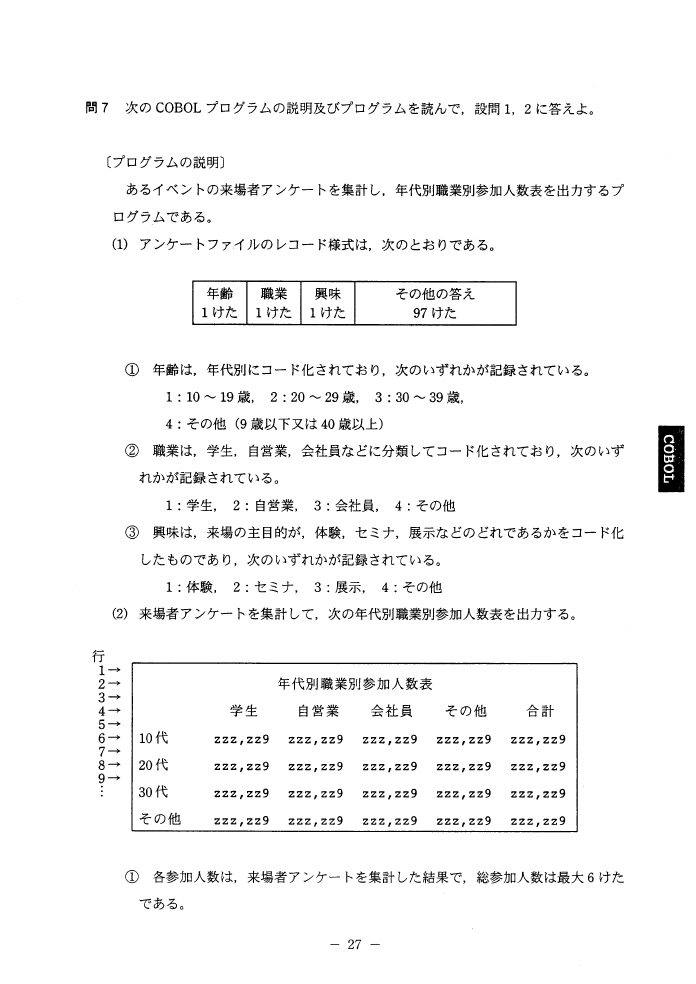 問7 次の COBOL プログラムの説明及びプログラムを読んで，設問 1，2 に答えよ。
〔プログラムの説明〕
あるイベントの来場者アンケートを集計し，年代別職業別参加人数表を出力するプ
ログラムである。
(1) アンケートファイルのレコード様式は，次のとおりである。
年齢 職業 興味 その他の答え
1けた 1けた 1けた 97けた
① 年齢は，年代別にコード化されており，次のいずれかが記録されている。
1：10 ～ 19 歳， 2：20 ～ 29 歳， 3：30 ～ 39 歳，
4：その他（9 歳以下又は 40 歳以上）
② 職業は，学生，自営業，会社員などに分類してコード化されており，次のいず
れかが記録されている。
1：学生， 2：自営業， 3：会社員， 4：その他
③ 興味は，来場の主目的が，体験，セミナ，展示などのどれであるかをコード化
したものであり，次のいずれかが記録されている。
1：体験， 2：セミナ， 3：展示， 4：その他
(2) 来場者アンケートを集計して，次の年代別職業別参加人数表を出力する。
行
1→
2→ 年代別職業別参加人数表
3→
4→ 学生 自営業 会社員 その他 合計
5→
6→ 10代 zzz,zz9 zzz,zz9 zzz,zz9 zzz,zz9 zzz,zz9
7→
8→ 20代 zzz,zz9 zzz,zz9 zzz,zz9 zzz,zz9 zzz,zz9
9→
⋮ 30代 zzz,zz9 zzz,zz9 zzz,zz9 zzz,zz9 zzz,zz9
その他 zzz,zz9 zzz,zz9 zzz,zz9 zzz,zz9 zzz,zz9
① 各参加人数は，来場者アンケートを集計した結果で，総参加人数は最大 6 けた
である。
COBOL
－ 27 －